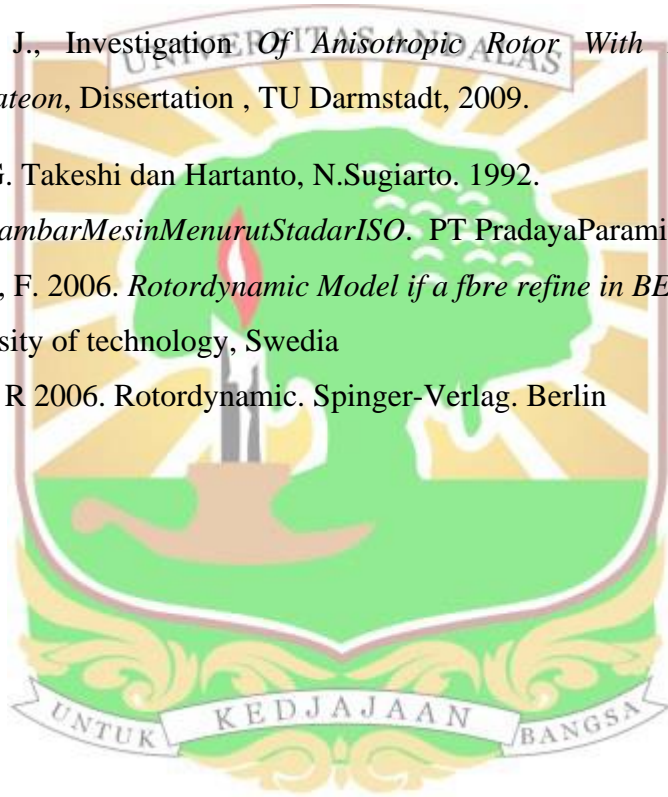 UNIVERSITAS ANDALAS
J., Investigation Of Anisotropic Rotor With
ateon, Dissertation , TU Darmstadt, 2009.
G. Takeshi dan Hartanto, N.Sugiarto. 1992.
ambarMesinMenurutStadarISO. PT PradayaParami
, F. 2006. Rotordynamic Model if a fbre refine in BE
sity of technology, Swedia
R 2006. Rotordynamic. Spinger-Verlag. Berlin
UNTUK KEDJAJAAN BANGSA